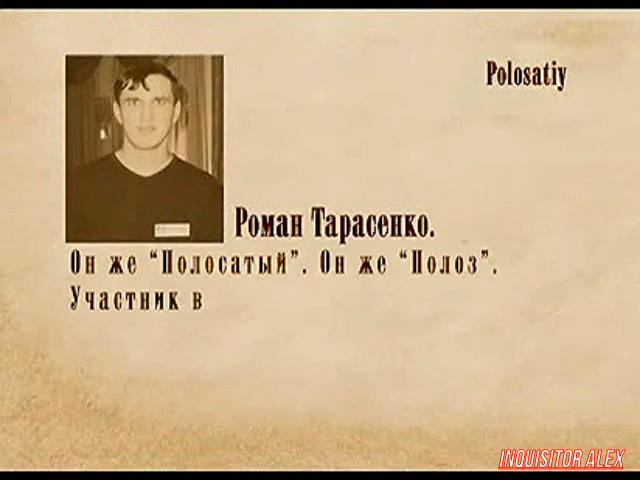 Polosatiy
Роман Тарасенко.
Он же “Полосатый”. Он же “Полоз”.
Участник в
INQUISITOR ALEX